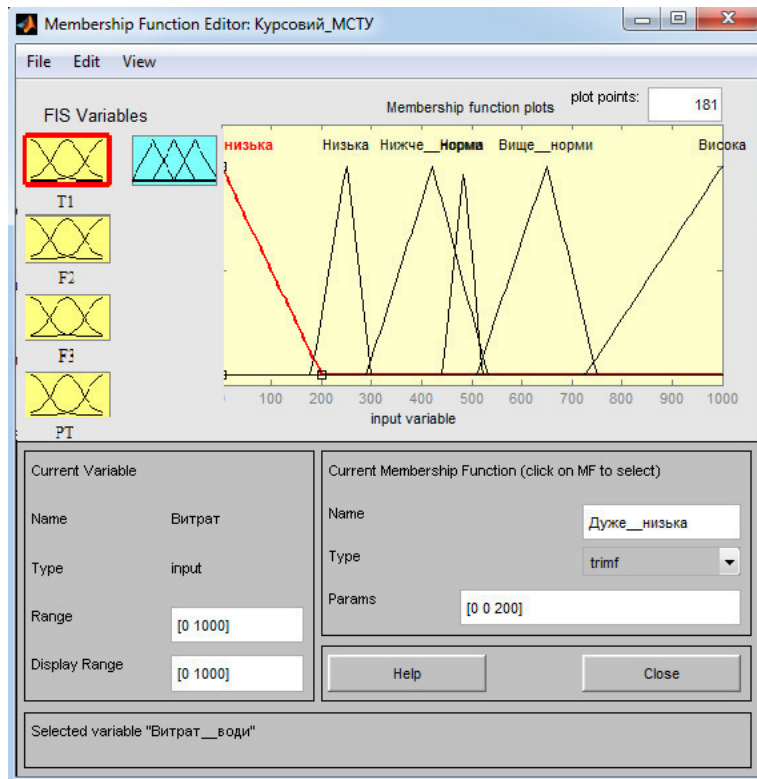 Membership Function Editor: Курсовий_МСТУ
File Edit View
FIS Variables
Membership function plots
plot points:
181
низька Низька Нижче__норми Норма Вище__норми Висока
T1
F2
F3
PT
100 200 300 400 500 600 700 800 900 1000
input variable
Current Variable
Name Витрат
Type input
Range [0 1000]
Display Range [0 1000]
Current Membership Function (click on MF to select)
Name Дуже__низька
Type trimf
Params [0 0 200]
Help Close
Selected variable "Витрат__води"